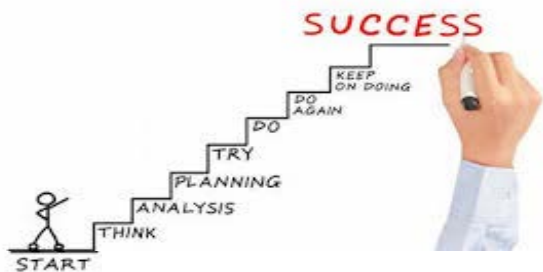 SUCCESS
KEEP
ON DOING
DO
AGAIN
DO
TRY
PLANNING
ANALYSIS
THINK
START